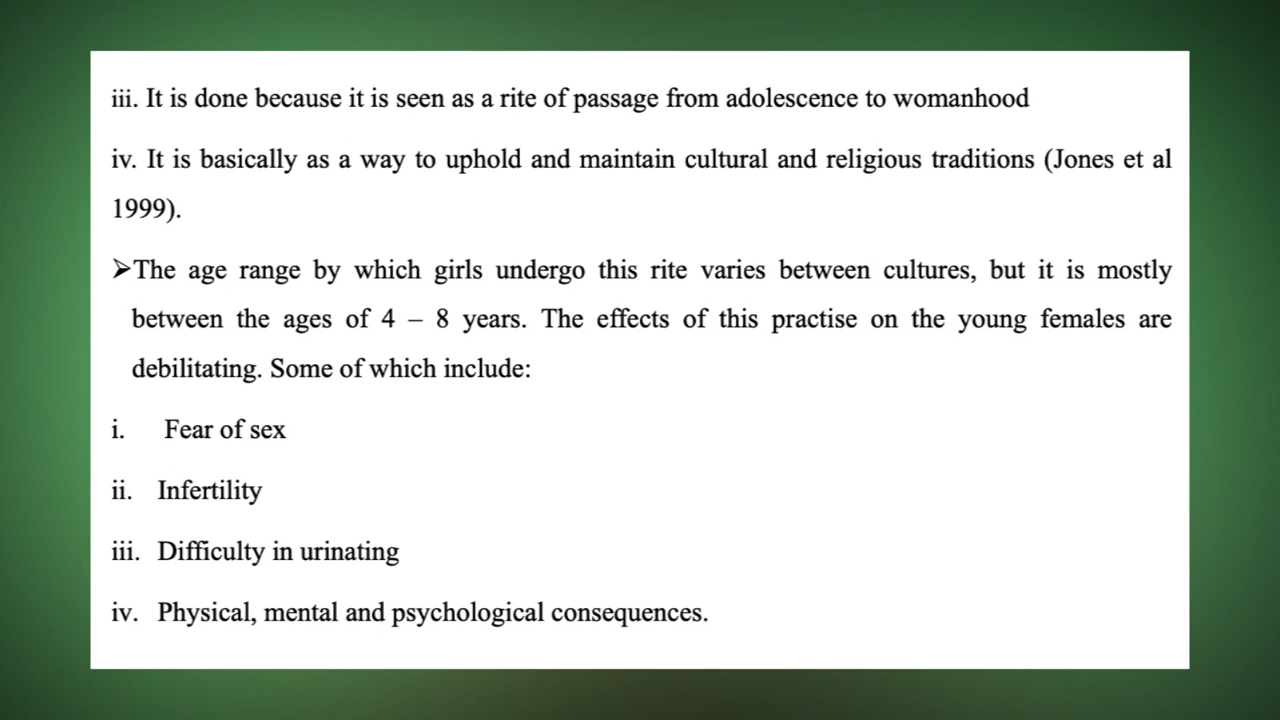 iii. It is done because it is seen as a rite of passage from adolescence to womanhood
iv. It is basically as a way to uphold and maintain cultural and religious traditions (Jones et al
1999).
➢The age range by which girls undergo this rite varies between cultures, but it is mostly
between the ages of 4 – 8 years. The effects of this practise on the young females are
debilitating. Some of which include:
i. Fear of sex
ii. Infertility
iii. Difficulty in urinating
iv. Physical, mental and psychological consequences.